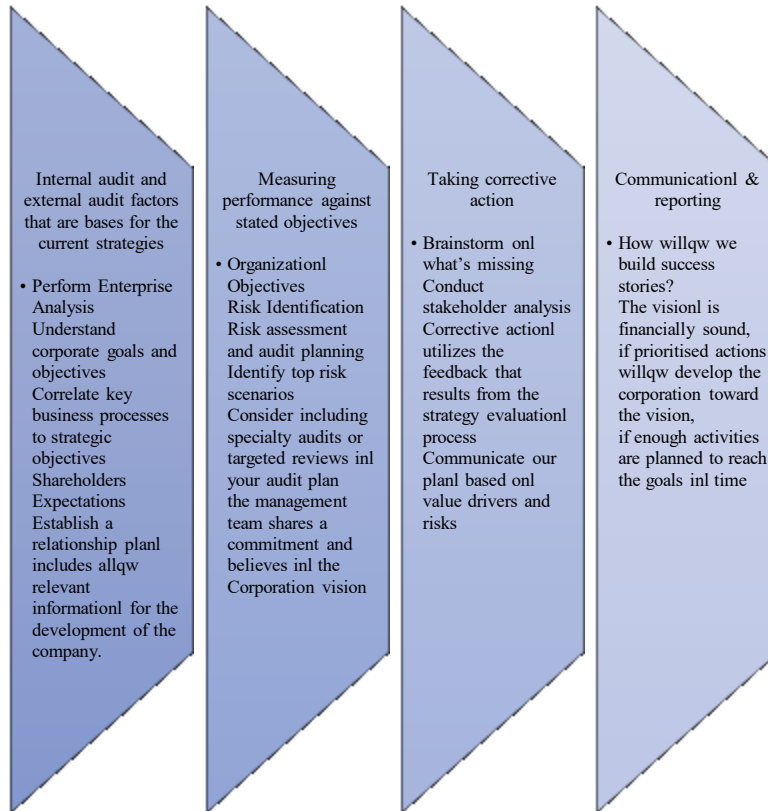 Internal audit and
external audit factors
that are bases for the
current strategies
• Perform Enterprise
Analysis
Understand
corporate goals and
objectives
Correlate key
business processes
to strategic
objectives
Shareholders
Expectations
Establish a
relationship planl
includes allqw
relevant
informationl for the
development of the
company.
Measuring
performance against
stated objectives
• Organizationl
Objectives
Risk Identification
Risk assessment
and audit planning
Identify top risk
scenarios
Consider including
specialty audits or
targeted reviews inl
your audit plan
the management
team shares a
commitment and
believes inl the
Corporation vision
Taking corrective
action
• Brainstorm onl
what’s missing
Conduct
stakeholder analysis
Corrective actionl
utilizes the
feedback that
results from the
strategy evaluationl
process
Communicate our
planl based onl
value drivers and
risks
Communicationl &
reporting
• How willqw we
build success
stories?
The visionl is
financially sound,
if prioritised actions
willqw develop the
corporation toward
the vision,
if enough activities
are planned to reach
the goals inl time